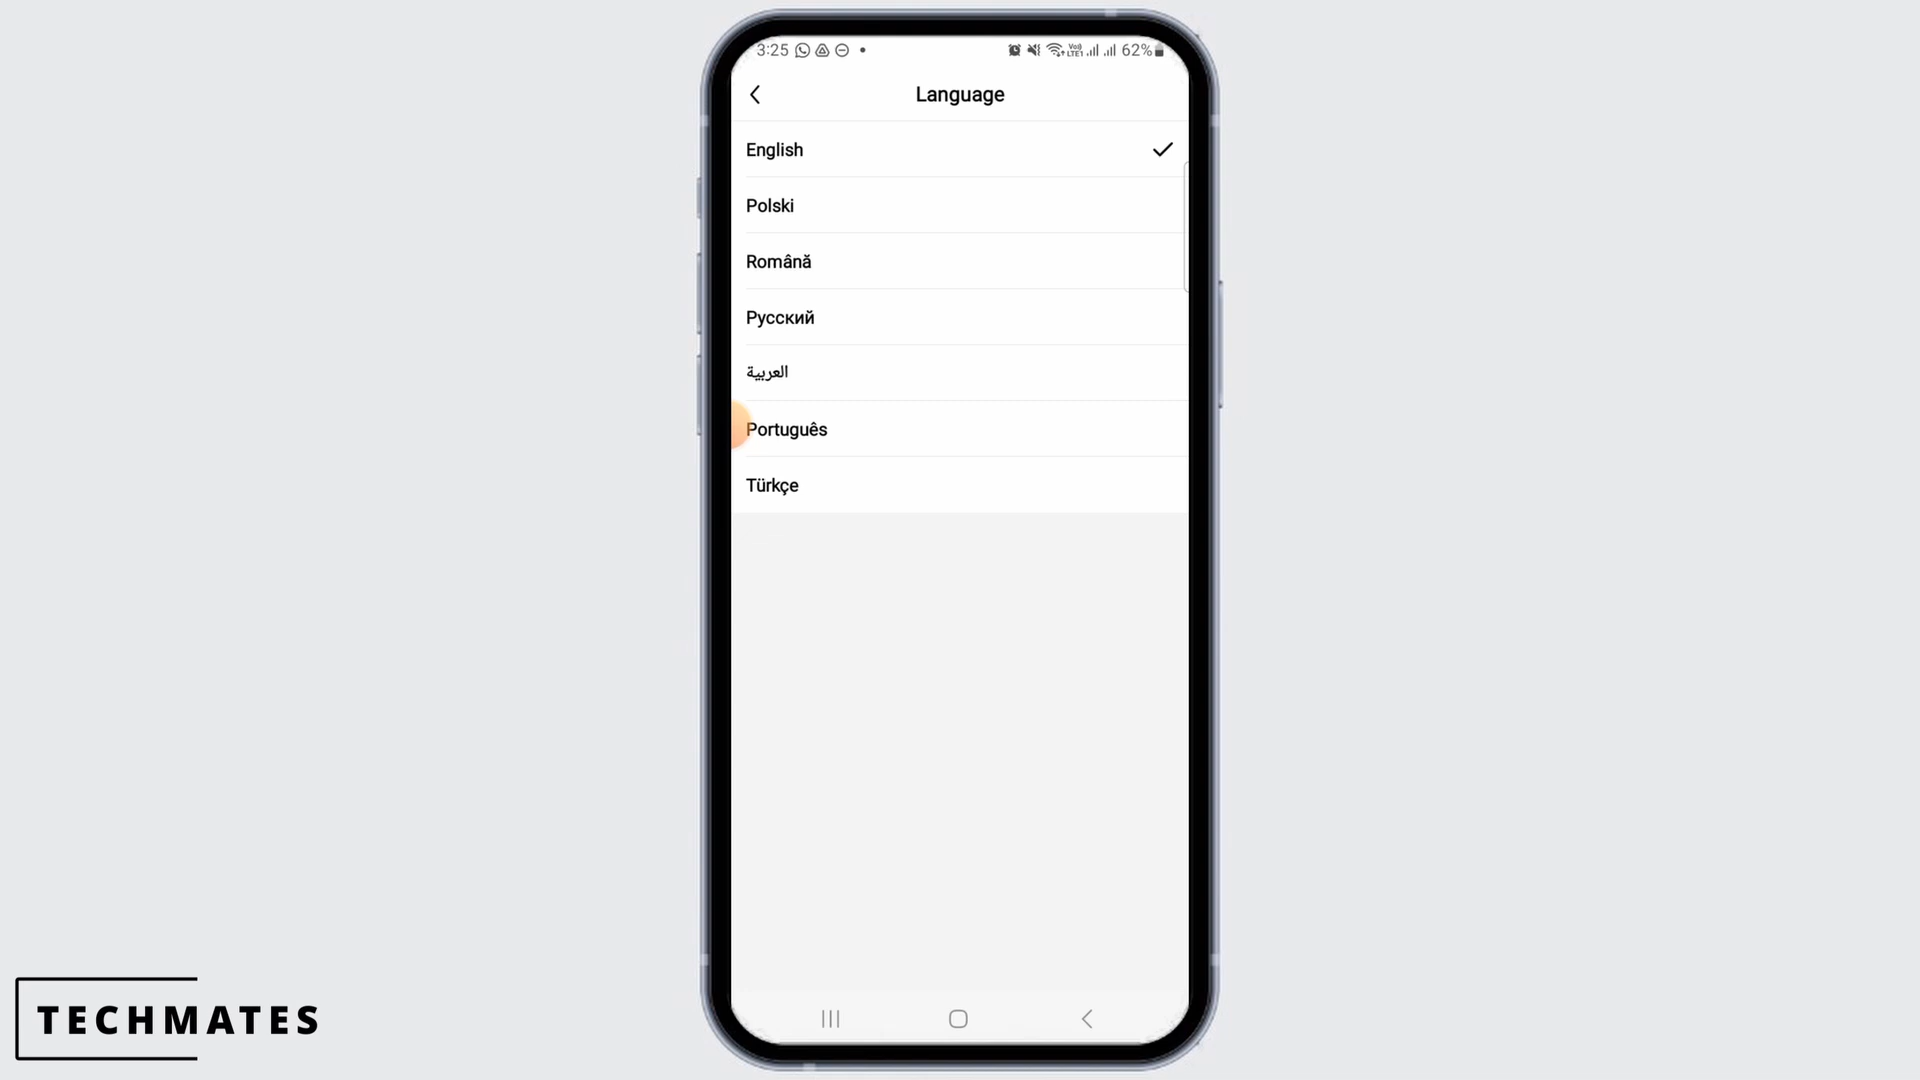 3:25 62%
Language
English
Polski
Română
Русский
العربية
Português
Türkçe
TECHMATES